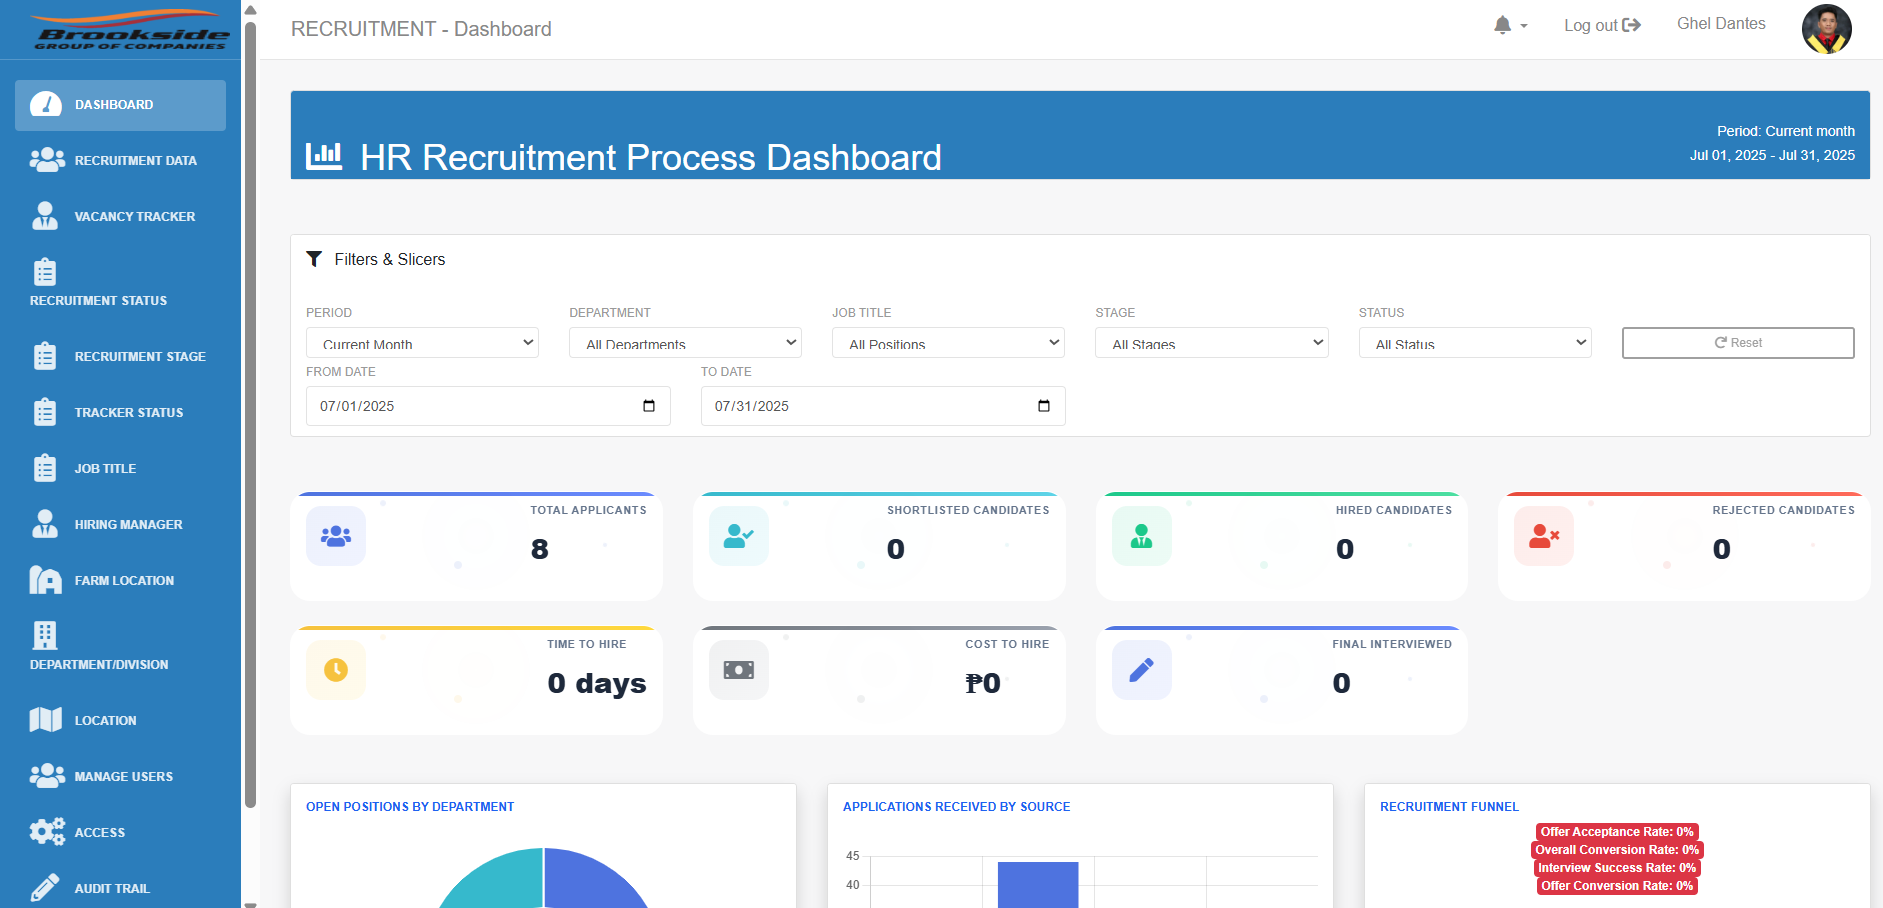 Brookside
GROUP OF COMPANIES
DASHBOARD
RECRUITMENT DATA
VACANCY TRACKER
RECRUITMENT STATUS
RECRUITMENT STAGE
TRACKER STATUS
JOB TITLE
HIRING MANAGER
FARM LOCATION
DEPARTMENT/DIVISION
LOCATION
MANAGE USERS
ACCESS
AUDIT TRAIL
RECRUITMENT - Dashboard
Log out
Ghel Dantes
HR Recruitment Process Dashboard
Period: Current month
Jul 01, 2025 - Jul 31, 2025
Filters & Slicers
PERIOD
DEPARTMENT
JOB TITLE
STAGE
STATUS
Current Month
All Departments
All Positions
All Stages
All Status
Reset
FROM DATE
TO DATE
07/01/2025
07/31/2025
TOTAL APPLICANTS
8
SHORTLISTED CANDIDATES
0
HIRED CANDIDATES
0
REJECTED CANDIDATES
0
TIME TO HIRE
0 days
COST TO HIRE
₱0
FINAL INTERVIEWED
0
OPEN POSITIONS BY DEPARTMENT
APPLICATIONS RECEIVED BY SOURCE
45
40
RECRUITMENT FUNNEL
Offer Acceptance Rate: 0%
Overall Conversion Rate: 0%
Interview Success Rate: 0%
Offer Conversion Rate: 0%